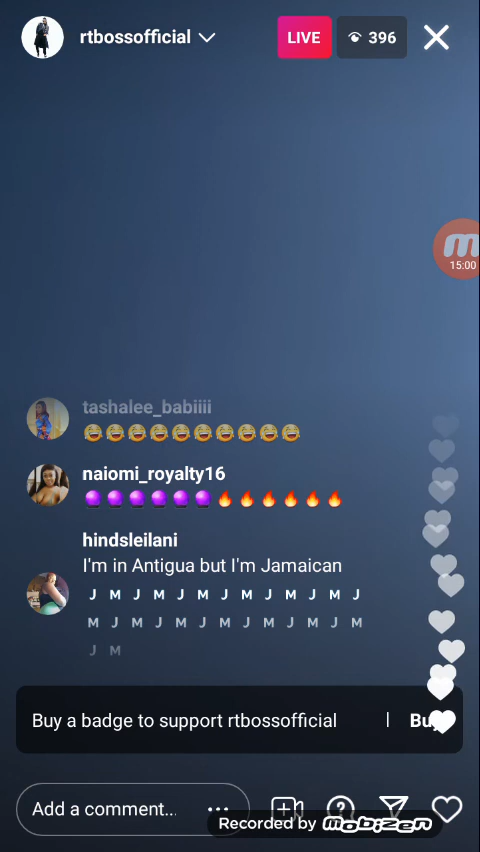 rtbossofficial
LIVE
396
15:00
tashalee_babiiii
😂😂😂😂😂😂😂😂😂😂
naiomi_royalty16
🔮🔮🔮🔮🔮🔮🔥🔥🔥🔥🔥🔥
hindsleilani
I'm in Antigua but I'm Jamaican
J M J M J M J M J M J M J
M J M J M J M J M J M J M
J M
Buy a badge to support rtbossofficial | Buy
Add a comment...
Recorded by mobizen